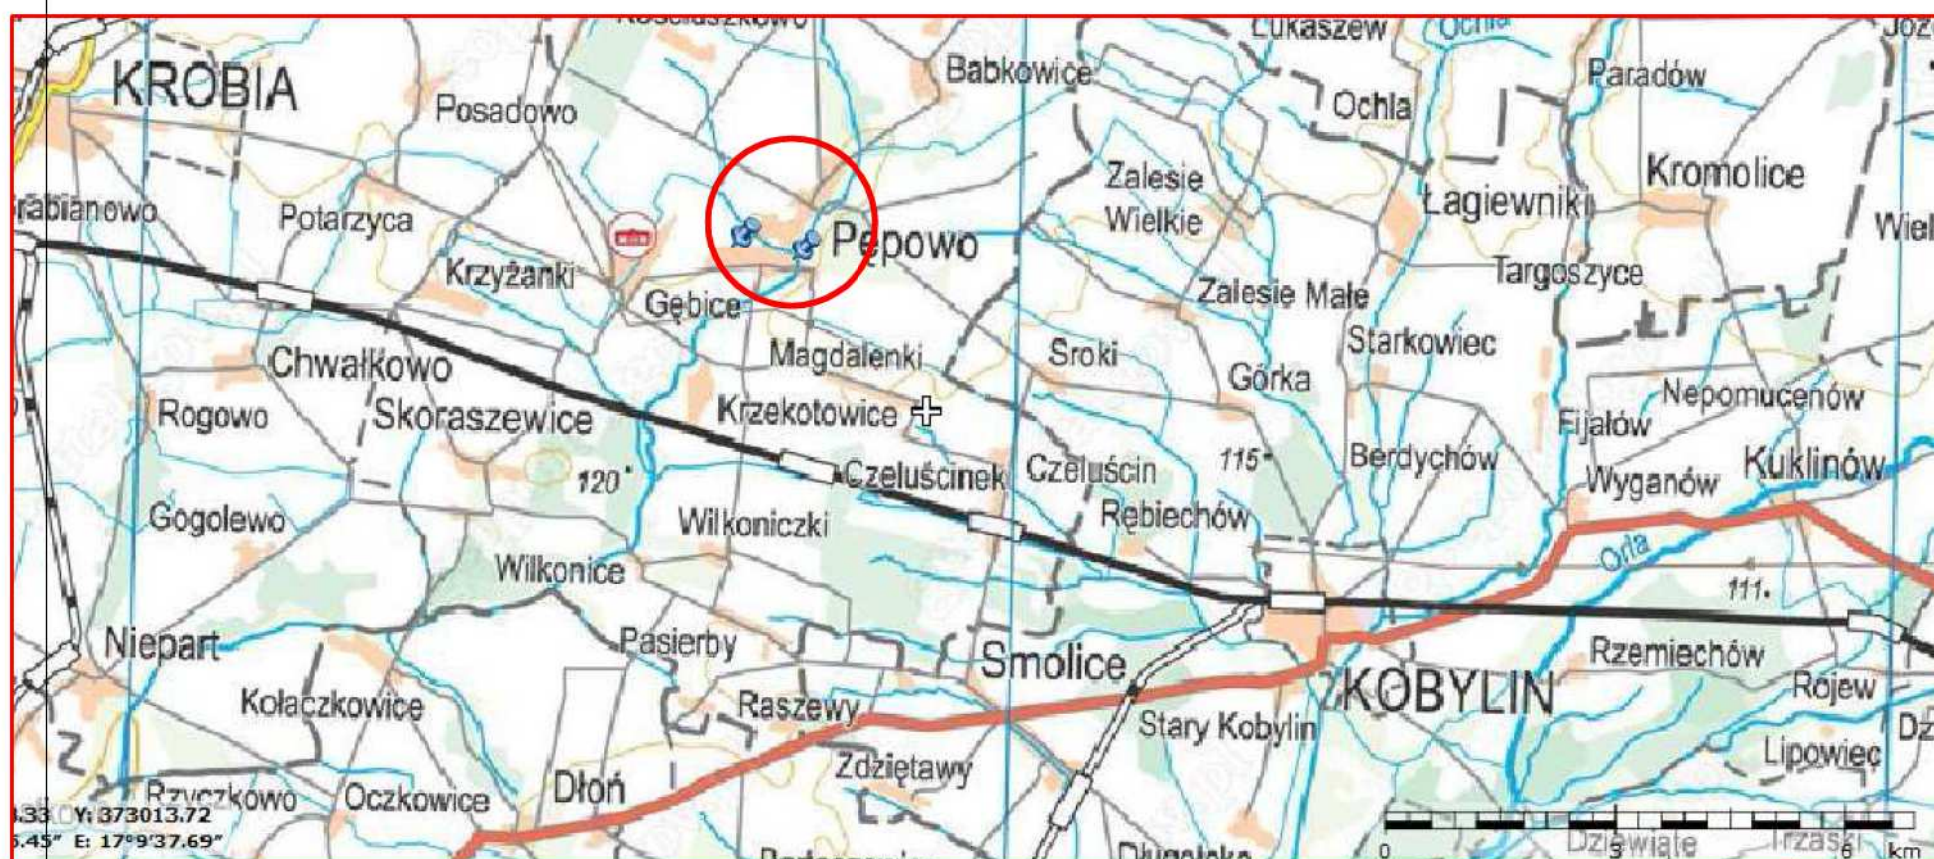 Łukaszew
Ochla
KROBIA
Babkowice
Paradów
Posadowo
Ochla
Zalesie
Wielkie
Kromolice
Łagiewniki
Potarzyca
Pępowo
Krzyżanki
Targoszyce
Gębice
Zalesie Małe
Chwałkowo
Magdalenki
Sroki
Starkowiec
Górka
Nepomucenów
Rogowo
Skoraszewice
Krzekotowice
Fijałów
120
Czeluścinek
Czeluścin
115
Berdychów
Wyganów
Kuklinów
Gogolewo
Wilkoniczki
Rębiechów
Wilkonice
Orla
111
Niepart
Pasierby
Smolice
Rzemiechów
Kołaczkowice
Raszewy
KOBYLIN
Rojew
Stary Kobylin
Lipowiec
Zdziętawy
Rzyczkowo
Oczkowice
Dłoń
Y: 373013.72
E: 17°9'37.69"
0 3 6 km